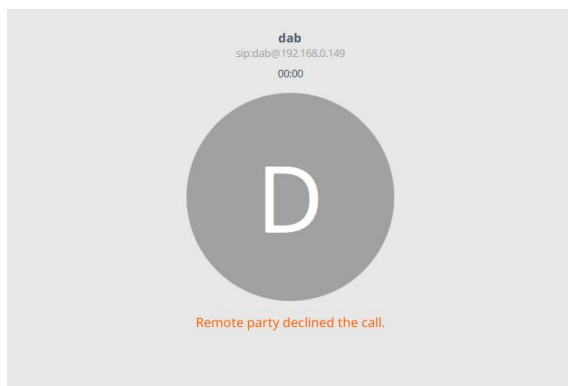 dab
sip:dab@192.168.0.149
00:00
D
Remote party declined the call.